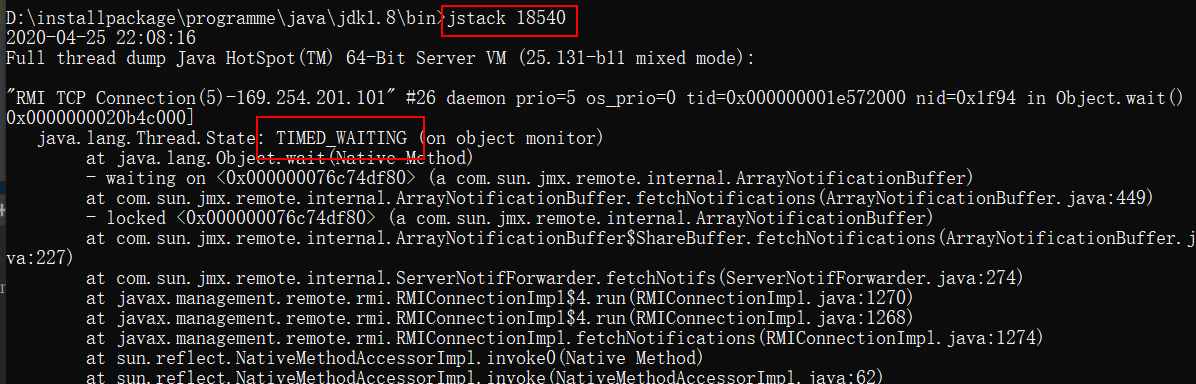 D:\installpackage\programme\java\jdk1.8\bin>jstack 18540
2020-04-25 22:08:16
Full thread dump Java HotSpot(TM) 64-Bit Server VM (25.131-b11 mixed mode):
"RMI TCP Connection(5)-169.254.201.101" #26 daemon prio=5 os_prio=0 tid=0x000000001e572000 nid=0x1f94 in Object.wait()
0x0000000020b4c000]
java.lang.Thread.State: TIMED_WAITING (on object monitor)
at java.lang.Object.wait(Native Method)
- waiting on <0x000000076c74df80> (a com.sun.jmx.remote.internal.ArrayNotificationBuffer)
at com.sun.jmx.remote.internal.ArrayNotificationBuffer.fetchNotifications(ArrayNotificationBuffer.java:449)
- locked <0x000000076c74df80> (a com.sun.jmx.remote.internal.ArrayNotificationBuffer)
at com.sun.jmx.remote.internal.ArrayNotificationBuffer$ShareBuffer.fetchNotifications(ArrayNotificationBuffer.j
va:227)
at com.sun.jmx.remote.internal.ServerNotifForwarder.fetchNotifs(ServerNotifForwarder.java:274)
at javax.management.remote.rmi.RMIConnectionImpl$4.run(RMIConnectionImpl.java:1270)
at javax.management.remote.rmi.RMIConnectionImpl$4.run(RMIConnectionImpl.java:1268)
at javax.management.remote.rmi.RMIConnectionImpl.fetchNotifications(RMIConnectionImpl.java:1274)
at sun.reflect.NativeMethodAccessorImpl.invoke0(Native Method)
at sun.reflect.NativeMethodAccessorImpl.invoke(NativeMethodAccessorImpl.java:62)